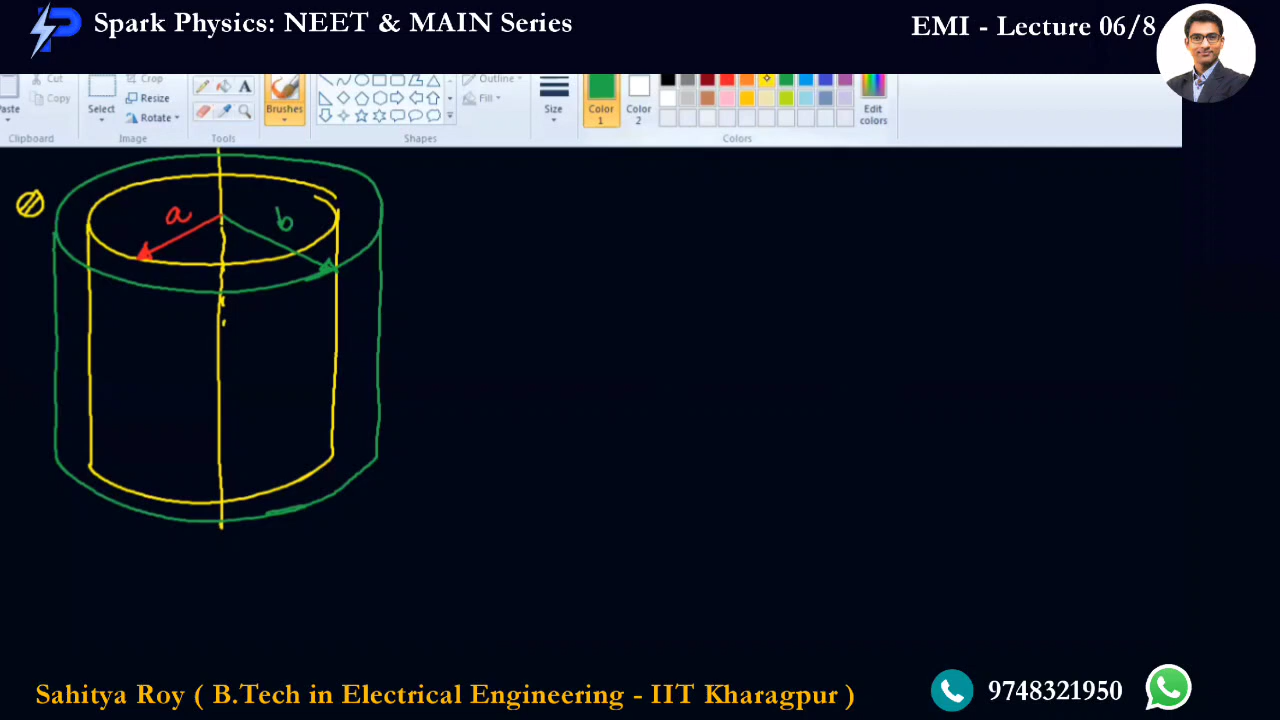 Spark Physics: NEET & MAIN Series
EMI - Lecture 06/8
Cut
Crop
Outline
Paste
Copy
Select
Resize
Rotate
A
Brushes
Fill
Size
Color
1
Color
2
Edit
colors
Clipboard
Image
Tools
Shapes
Colors
a
b
Sahitya Roy ( B.Tech in Electrical Engineering - IIT Kharagpur )
9748321950